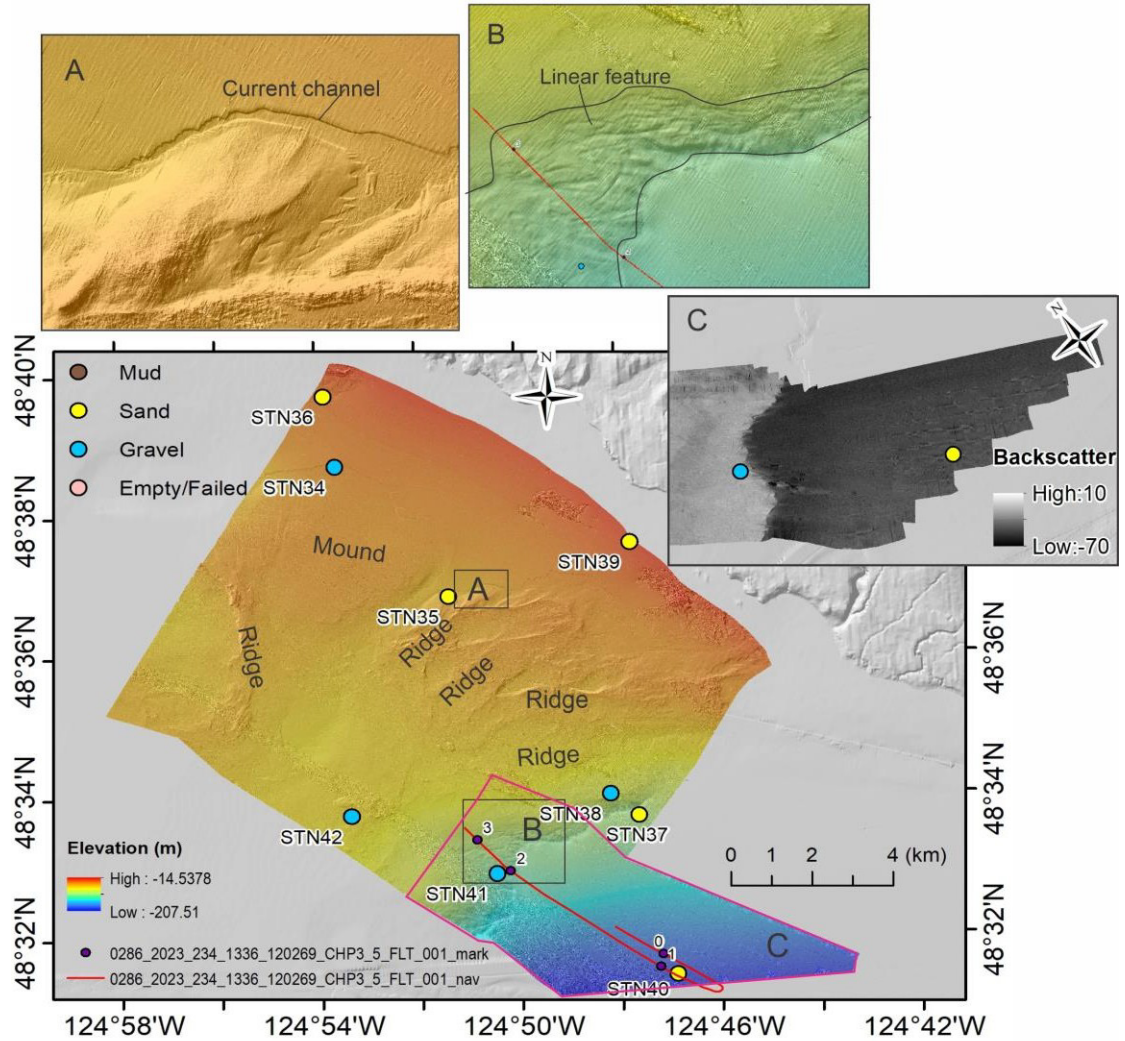 A
Current channel
B
Linear feature
C
N
Backscatter
High:10
Low:-70
N
48°40'N
48°38'N
48°36'N
48°34'N
48°32'N
Mud
Sand
Gravel
Empty/Failed
STN36
STN34
Mound
STN39
A
STN35
Ridge
Ridge
Ridge
Ridge
Ridge
STN38
STN37
STN42
B
3
2
STN41
0
1
STN40
C
0 1 2 4 (km)
Elevation (m)
High : -14.5378
Low : -207.51
0286_2023_234_1336_120269_CHP3_5_FLT_001_mark
0286_2023_234_1336_120269_CHP3_5_FLT_001_nav
48°36'N
48°34'N
48°32'N
124°58'W
124°54'W
124°50'W
124°46'W
124°42'W